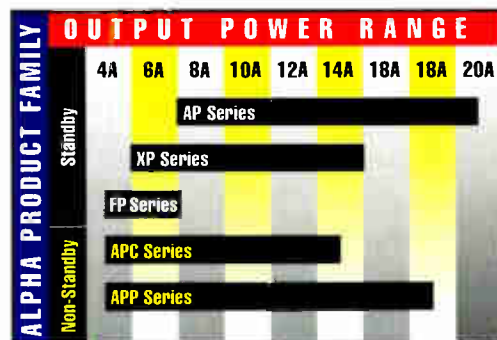 OUTPUT POWER RANGE
4A 6A 8A 10A 12A 14A 18A 18A 20A
ALPHA PRODUCT FAMILY
Standby
AP Series
XP Series
FP Series
Non-Standby
APC Series
APP Series